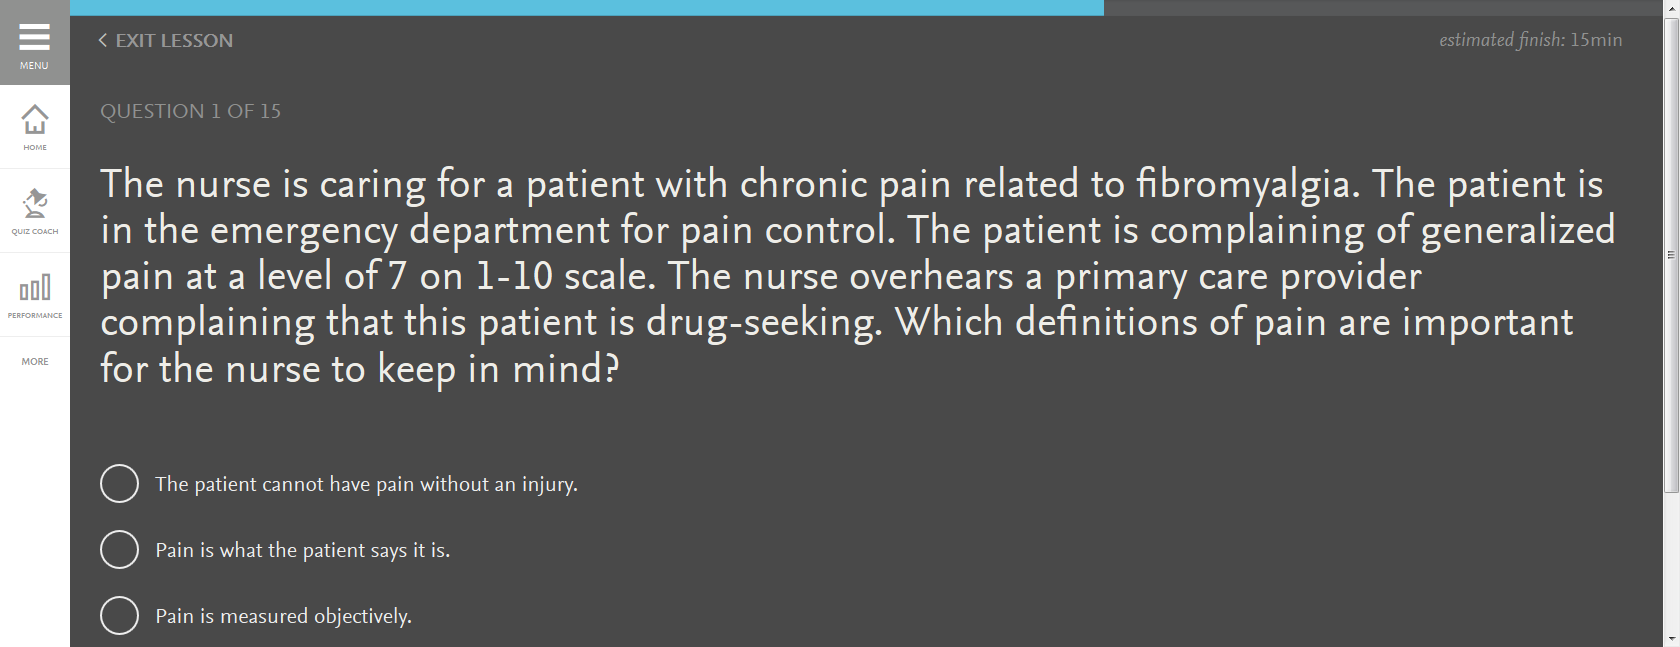 MENU
HOME
QUIZ COACH
PERFORMANCE
MORE
EXIT LESSON
estimated finish: 15min
QUESTION 1 OF 15
The nurse is caring for a patient with chronic pain related to fibromyalgia. The patient is
in the emergency department for pain control. The patient is complaining of generalized
pain at a level of 7 on 1-10 scale. The nurse overhears a primary care provider
complaining that this patient is drug-seeking. Which definitions of pain are important
for the nurse to keep in mind?
The patient cannot have pain without an injury.
Pain is what the patient says it is.
Pain is measured objectively.